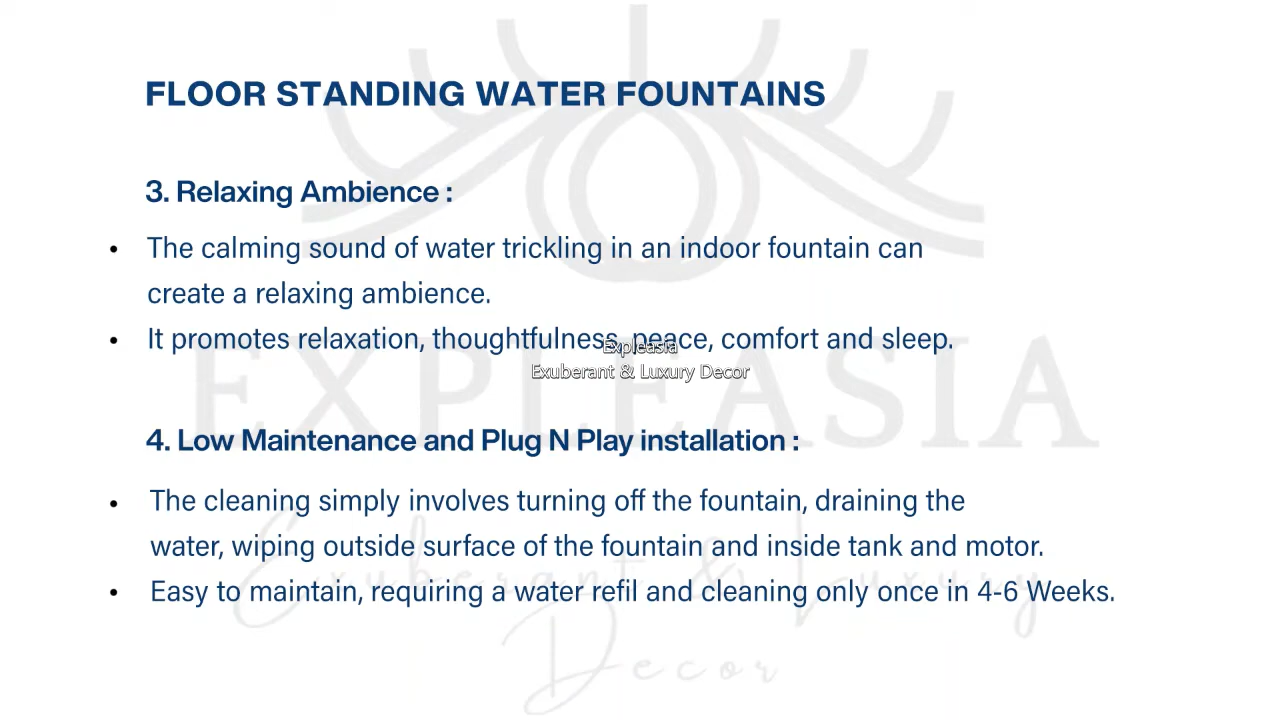 FLOOR STANDING WATER FOUNTAINS
3. Relaxing Ambience :
• The calming sound of water trickling in an indoor fountain can
create a relaxing ambience.
• It promotes relaxation, thoughtfulness, peace, comfort and sleep.
Expleasia
Exuberant & Luxury Decor
EXPLEASIA
4. Low Maintenance and Plug N Play installation :
• The cleaning simply involves turning off the fountain, draining the
water, wiping outside surface of the fountain and inside tank and motor.
• Easy to maintain, requiring a water refil and cleaning only once in 4-6 Weeks.
Exuberant & Luxury
Decor